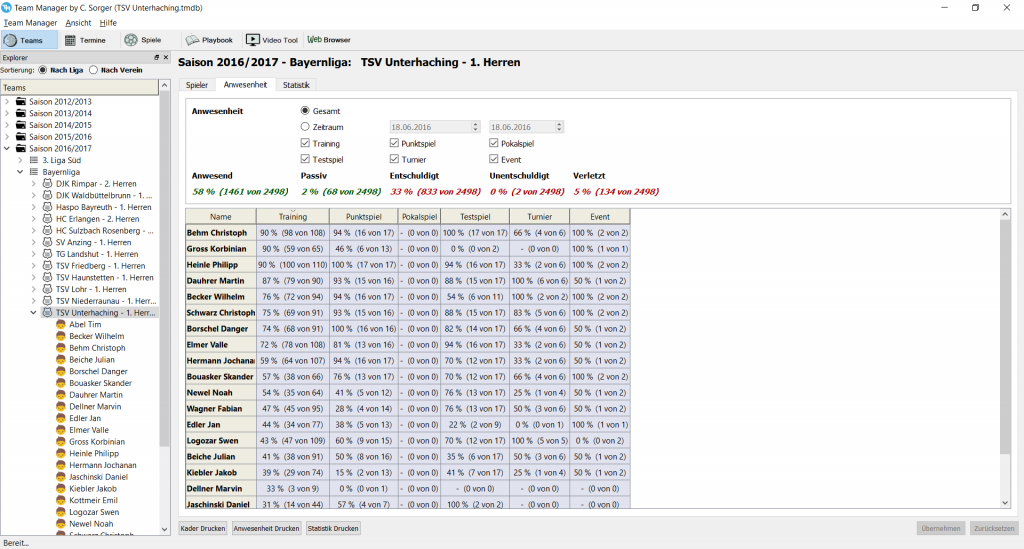 Team Manager by C. Sorger (TSV Unterhaching.tmdb)
Team Manager Ansicht Hilfe
Teams Termine Spiele Playbook Video Tool Web Browser
Explorer
Sortierung: Nach Liga Nach Verein
Teams
Saison 2012/2013
Saison 2013/2014
Saison 2014/2015
Saison 2015/2016
Saison 2016/2017
3. Liga Süd
Bayernliga
DJK Rimpar - 2. Herren
DJK Waldbüttelbrunn - 1. ...
Haspo Bayreuth - 1. Herren
HC Erlangen - 2. Herren
HC Sulzbach Rosenberg - ...
SV Anzing - 1. Herren
TG Landshut - 1. Herren
TSV Friedberg - 1. Herren
TSV Haunstetten - 1. Herren
TSV Lohr - 1. Herren
TSV Niederraunau - 1. Herr...
TSV Unterhaching - 1. Herr...
Abel Tim
Becker Wilhelm
Behm Christoph
Beiche Julian
Borschel Danger
Bouasker Skander
Dauhrer Martin
Dellner Marvin
Edler Jan
Elmer Valle
Gross Korbinian
Heinle Philipp
Hermann Jochanan
Jaschinski Daniel
Kiebler Jakob
Kottmeir Emil
Logozar Swen
Newel Noah
Schwarz Christoph
Saison 2016/2017 - Bayernliga: TSV Unterhaching - 1. Herren
Spieler Anwesenheit Statistik
Anwesenheit Gesamt
Zeitraum 18.06.2016 18.06.2016
Training Punktspiel Pokalspiel
Testspiel Turnier Event
Anwesend Passiv Entschuldigt Unentschuldigt Verletzt
58 % (1461 von 2498) 2 % (68 von 2498) 33 % (833 von 2498) 0 % (2 von 2498) 5 % (134 von 2498)
Name Training Punktspiel Pokalspiel Testspiel Turnier Event
Behm Christoph 90 % (98 von 108) 94 % (16 von 17) - (0 von 0) 100 % (17 von 17) 66 % (4 von 6) 100 % (2 von 2)
Gross Korbinian 90 % (59 von 65) 46 % (6 von 13) - (0 von 0) 0 % (0 von 2) - (0 von 0) 100 % (1 von 1)
Heinle Philipp 90 % (100 von 110) 100 % (17 von 17) - (0 von 0) 94 % (16 von 17) 33 % (2 von 6) 100 % (2 von 2)
Dauhrer Martin 87 % (79 von 90) 93 % (15 von 16) - (0 von 0) 88 % (15 von 17) 100 % (6 von 6) 50 % (1 von 2)
Becker Wilhelm 76 % (72 von 94) 94 % (16 von 17) - (0 von 0) 54 % (6 von 11) 100 % (2 von 2) 100 % (2 von 2)
Schwarz Christoph 75 % (69 von 91) 93 % (15 von 16) - (0 von 0) 88 % (15 von 17) 83 % (5 von 6) 100 % (2 von 2)
Borschel Danger 74 % (68 von 91) 100 % (16 von 16) - (0 von 0) 82 % (14 von 17) 66 % (4 von 6) 50 % (1 von 2)
Elmer Valle 72 % (78 von 108) 81 % (13 von 16) - (0 von 0) 94 % (16 von 17) 33 % (2 von 6) 50 % (1 von 2)
Hermann Jochanan 59 % (64 von 107) 94 % (16 von 17) - (0 von 0) 70 % (12 von 17) 33 % (2 von 6) 50 % (1 von 2)
Bouasker Skander 57 % (38 von 66) 76 % (13 von 17) - (0 von 0) 70 % (12 von 17) 66 % (4 von 6) 100 % (2 von 2)
Newel Noah 54 % (35 von 64) 41 % (5 von 12) - (0 von 0) 76 % (13 von 17) 25 % (1 von 4) 50 % (1 von 2)
Wagner Fabian 47 % (45 von 95) 28 % (4 von 14) - (0 von 0) 76 % (13 von 17) 50 % (3 von 6) 50 % (1 von 2)
Edler Jan 44 % (34 von 77) 38 % (5 von 13) - (0 von 0) 22 % (2 von 9) 0 % (0 von 1) 100 % (1 von 1)
Logozar Swen 43 % (47 von 109) 60 % (9 von 15) - (0 von 0) 70 % (12 von 17) 100 % (5 von 5) 0 % (0 von 2)
Beiche Julian 41 % (38 von 91) 50 % (8 von 16) - (0 von 0) 35 % (6 von 17) 50 % (3 von 6) 50 % (1 von 2)
Kiebler Jakob 39 % (29 von 74) 15 % (2 von 13) - (0 von 0) 41 % (7 von 17) 25 % (1 von 4) 50 % (1 von 2)
Dellner Marvin 33 % (3 von 9) 0 % (0 von 1) - (0 von 0) - (0 von 0) - (0 von 0) - (0 von 0)
Jaschinski Daniel 31 % (14 von 44) 57 % (4 von 7) - (0 von 0) 100 % (2 von 2) - (0 von 0) - (0 von 0)
Kader Drucken Anwesenheit Drucken Statistik Drucken Übernehmen Zurücksetzen
Bereit...